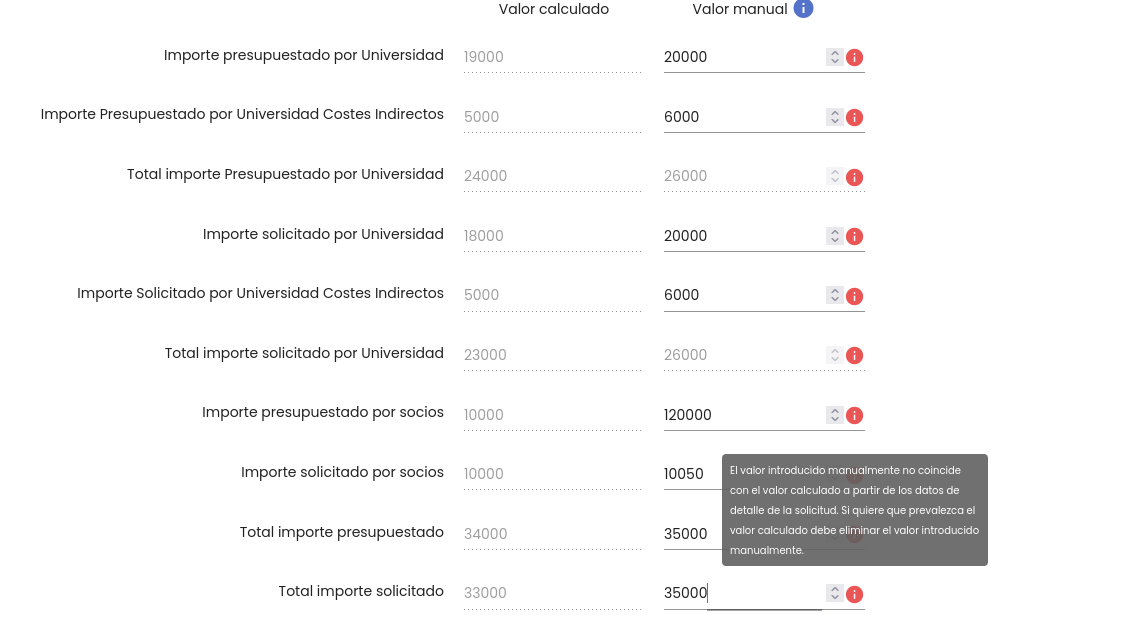 Valor calculado Valor manual
Importe presupuestado por Universidad 19000 20000
Importe Presupuestado por Universidad Costes Indirectos 5000 6000
Total importe Presupuestado por Universidad 24000 26000
Importe solicitado por Universidad 18000 20000
Importe Solicitado por Universidad Costes Indirectos 5000 6000
Total importe solicitado por Universidad 23000 26000
Importe presupuestado por socios 10000 120000
Importe solicitado por socios 10000 10050
Total importe presupuestado 34000 35000
El valor introducido manualmente no coincide
con el valor calculado a partir de los datos de
detalle de la solicitud. Si quiere que prevalezca el
valor calculado debe eliminar el valor introducido
manualmente.
Total importe solicitado 33000 35000